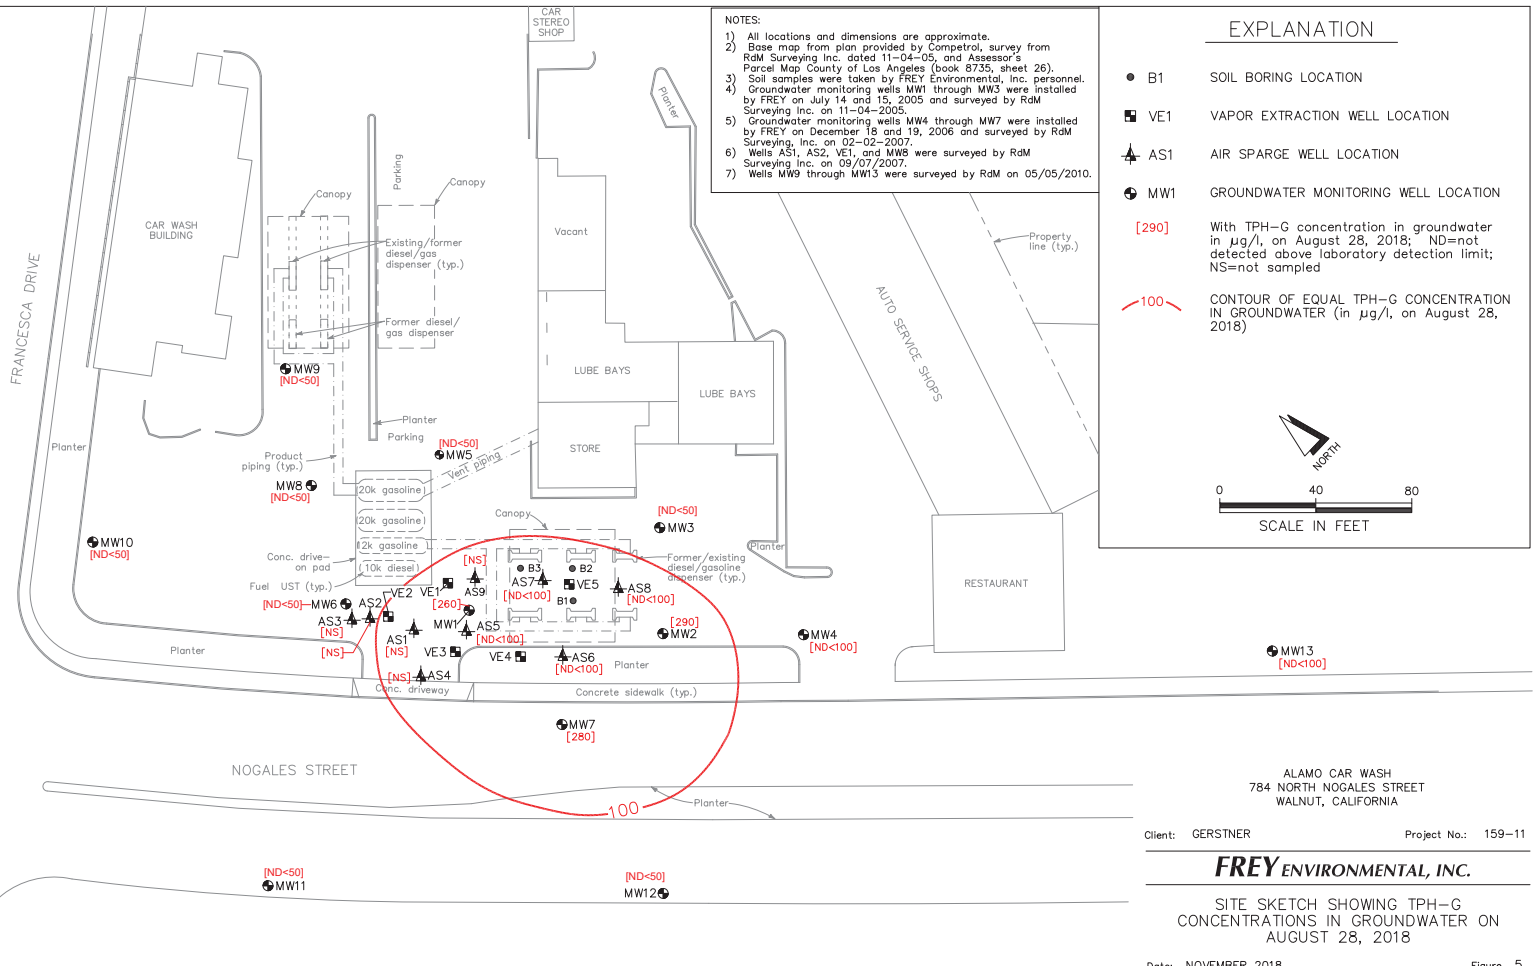 CAR
STEREO
SHOP
NOTES:
1) All locations and dimensions are approximate.
2) Base map from plan provided by Competrol, survey from
RdM Surveying Inc. dated 11-04-05, and Assessor's
Parcel Map County of Los Angeles (book 8735, sheet 26).
3) Soil samples were taken by FREY Environmental, Inc. personnel.
4) Groundwater monitoring wells MW1 through MW3 were installed
by FREY on July 14 and 15, 2005 and surveyed by RdM
Surveying Inc. on 11-04-2005.
5) Groundwater monitoring wells MW4 through MW7 were installed
by FREY on December 18 and 19, 2006 and surveyed by RdM
Surveying, Inc. on 02-02-2007.
6) Wells AS1, AS2, VE1, and MW8 were surveyed by RdM
Surveying Inc. on 09/07/2007.
7) Wells MW9 through MW13 were surveyed by RdM on 05/05/2010.
EXPLANATION
B1 SOIL BORING LOCATION
VE1 VAPOR EXTRACTION WELL LOCATION
AS1 AIR SPARGE WELL LOCATION
MW1 GROUNDWATER MONITORING WELL LOCATION
[290] With TPH-G concentration in groundwater
in µg/l, on August 28, 2018; ND=not
detected above laboratory detection limit;
NS=not sampled
100 CONTOUR OF EQUAL TPH-G CONCENTRATION
IN GROUNDWATER (in µg/l, on August 28,
2018)
NORTH
0 40 80
SCALE IN FEET
Planter
Parking
Canopy
Canopy
CAR WASH
BUILDING
Vacant
Existing/former
diesel/gas
dispenser (typ.)
Property
line (typ.)
FRANCESCA DRIVE
AUTO SERVICE SHOPS
Former diesel/
gas dispenser
MW9
[ND<50]
LUBE BAYS
LUBE BAYS
Planter
Parking
Planter
STORE
[ND<50]
MW5
Vent piping
Product
piping (typ.)
MW8
[ND<50]
20k gasoline
20k gasoline
12k gasoline
10k diesel
Canopy
[ND<50]
MW3
MW10
[ND<50]
Conc. drive-
on pad
Fuel UST (typ.)
Planter
Former/existing
diesel/gasoline
dispenser (typ.)
RESTAURANT
[NS]
B3
B2
AS7
[ND<100]
VE5
B1
AS8
[ND<100]
VE2
VE1
AS9
[260]
MW1
[ND<50]
MW6
AS2
AS3
[NS]
[NS]
AS1
[NS]
AS5
[ND<100]
[290]
MW2
MW4
[ND<100]
MW13
[ND<100]
VE3
VE4
AS6
[ND<100]
Planter
Planter
[NS]
AS4
Conc. driveway
Concrete sidewalk (typ.)
MW7
[280]
NOGALES STREET
100
Planter
[ND<50]
MW11
[ND<50]
MW12
ALAMO CAR WASH
784 NORTH NOGALES STREET
WALNUT, CALIFORNIA
Client: GERSTNER Project No.: 159-11
FREY ENVIRONMENTAL, INC.
SITE SKETCH SHOWING TPH-G
CONCENTRATIONS IN GROUNDWATER ON
AUGUST 28, 2018
Date: NOVEMBER 2018 Figure 5